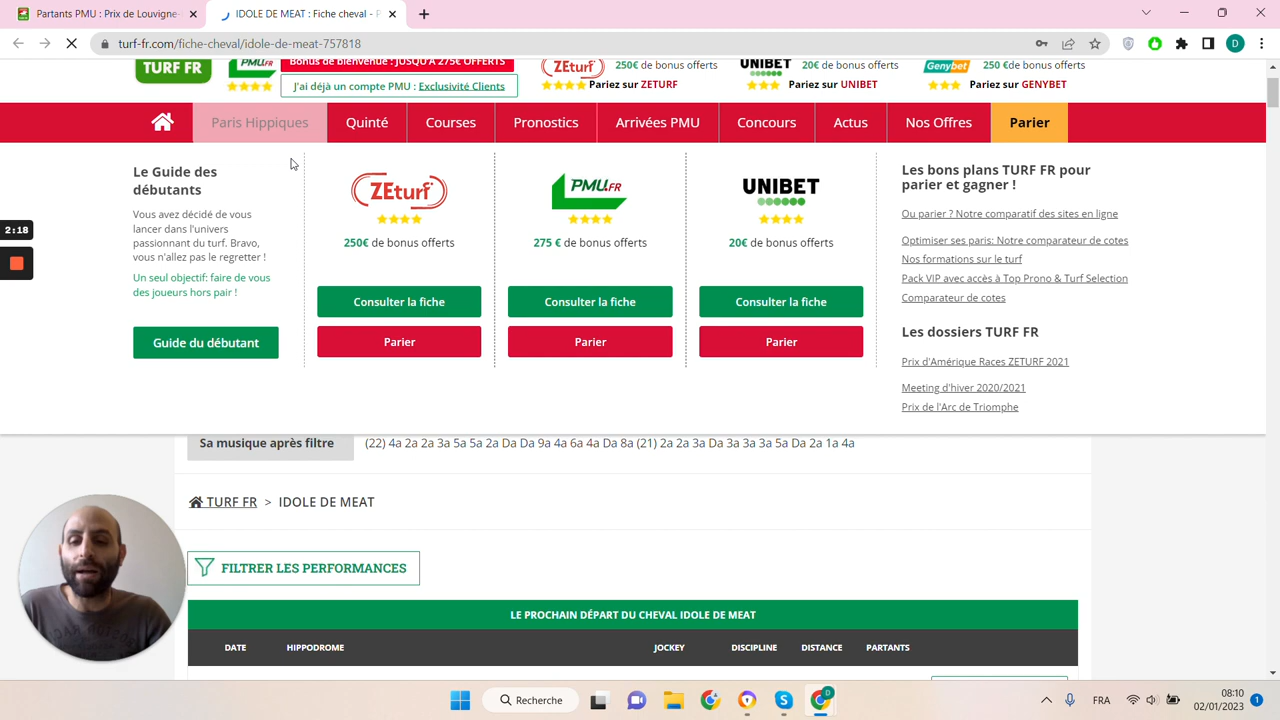 Partants PMU : Prix de Louvigne-
IDOLE DE MEAT : Fiche cheval - P
turf-fr.com/fiche-cheval/idole-de-meat-757818
D
TURF FR
PMU.FR
Bonus de bienvenue : JUSQU'À 275€ OFFERTS
J'ai déjà un compte PMU : Exclusivité Clients
ZEturf
250€ de bonus offerts
Pariez sur ZETURF
UNIBET
20€ de bonus offerts
Pariez sur UNIBET
Genybet
250 €de bonus offerts
Pariez sur GENYBET
Paris Hippiques
Quinté
Courses
Pronostics
Arrivées PMU
Concours
Actus
Nos Offres
Parier
Le Guide des
débutants
Vous avez décidé de vous
lancer dans l'univers
passionnant du turf. Bravo,
vous n'allez pas le regretter !
Un seul objectif: faire de vous
des joueurs hors pair !
Guide du débutant
ZEturf
250€ de bonus offerts
Consulter la fiche
Parier
PMU.FR
275 € de bonus offerts
Consulter la fiche
Parier
UNIBET
20€ de bonus offerts
Consulter la fiche
Parier
Les bons plans TURF FR pour
parier et gagner !
Ou parier ? Notre comparatif des sites en ligne
Optimiser ses paris: Notre comparateur de cotes
Nos formations sur le turf
Pack VIP avec accès à Top Prono & Turf Selection
Comparateur de cotes
Les dossiers TURF FR
Prix d'Amérique Races ZETURF 2021
Meeting d'hiver 2020/2021
Prix de l'Arc de Triomphe
2:18
Sa musique après filtre
(22) 4a 2a 2a 3a 5a 5a 2a Da Da 9a 4a 6a 4a Da 8a (21) 2a 2a 3a Da 3a 3a 3a 5a Da 2a 1a 4a
TURF FR > IDOLE DE MEAT
FILTRER LES PERFORMANCES
LE PROCHAIN DÉPART DU CHEVAL IDOLE DE MEAT
DATE HIPPODROME JOCKEY DISCIPLINE DISTANCE PARTANTS
Recherche
D
FRA
08:10
02/01/2023
1